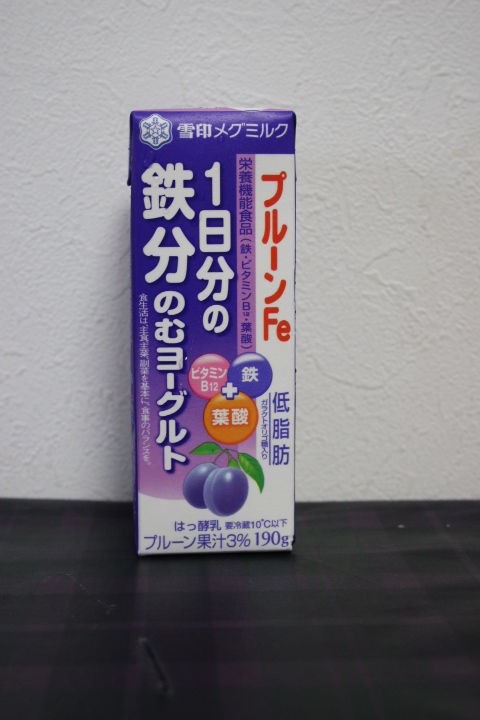 雪印メグミルク
プルーンFe
栄養機能食品（鉄・ビタミンB12・葉酸）
1日分の
鉄分のむヨーグルト
食生活は、主食、主菜、副菜を基本に、食事のバランスを。
ビタミン
B12
鉄
+
葉酸
低脂肪
ガラクトオリゴ糖入り
はっ酵乳 要冷蔵10℃以下
プルーン果汁3% 190g